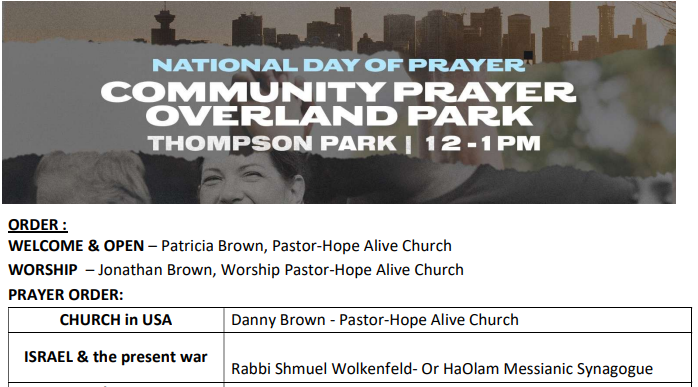 NATIONAL DAY OF PRAYER
COMMUNITY PRAYER
OVERLAND PARK
THOMPSON PARK | 12 -1PM
ORDER :
WELCOME & OPEN – Patricia Brown, Pastor-Hope Alive Church
WORSHIP – Jonathan Brown, Worship Pastor-Hope Alive Church
PRAYER ORDER:
CHURCH in USA Danny Brown - Pastor-Hope Alive Church
ISRAEL & the present war Rabbi Shmuel Wolkenfeld- Or HaOlam Messianic Synagogue